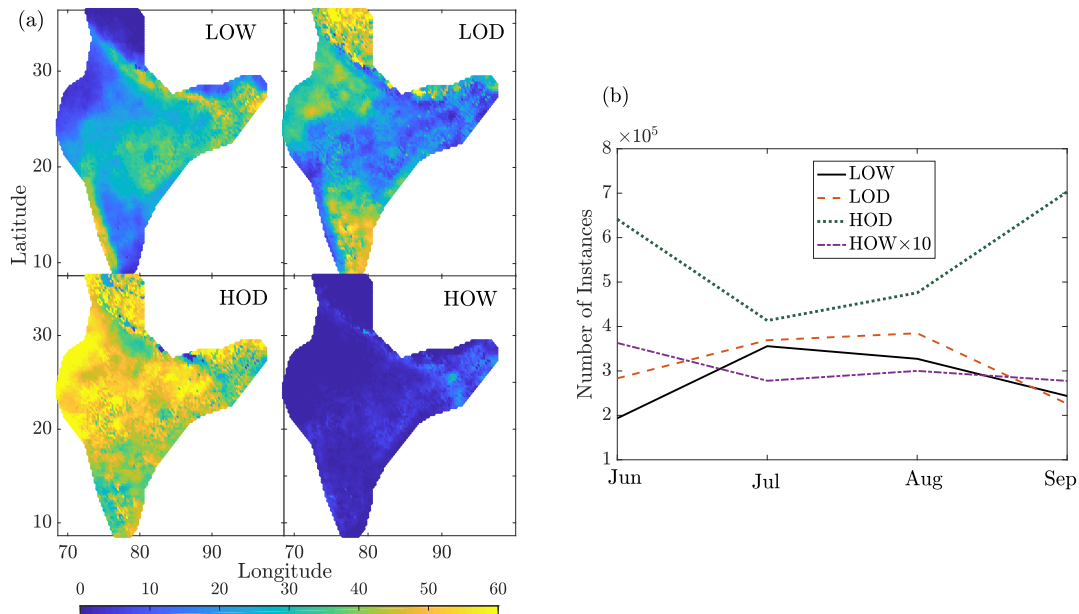 (a)
LOW
LOD
30
20
10
Latitude
HOD
HOW
30
20
10
70 80 90 70 80 90
Longitude
0 10 20 30 40 50 60
(b)
×10⁵
8
7
6
5
4
3
2
1
Number of Instances
LOW
LOD
HOD
HOW×10
Jun Jul Aug Sep